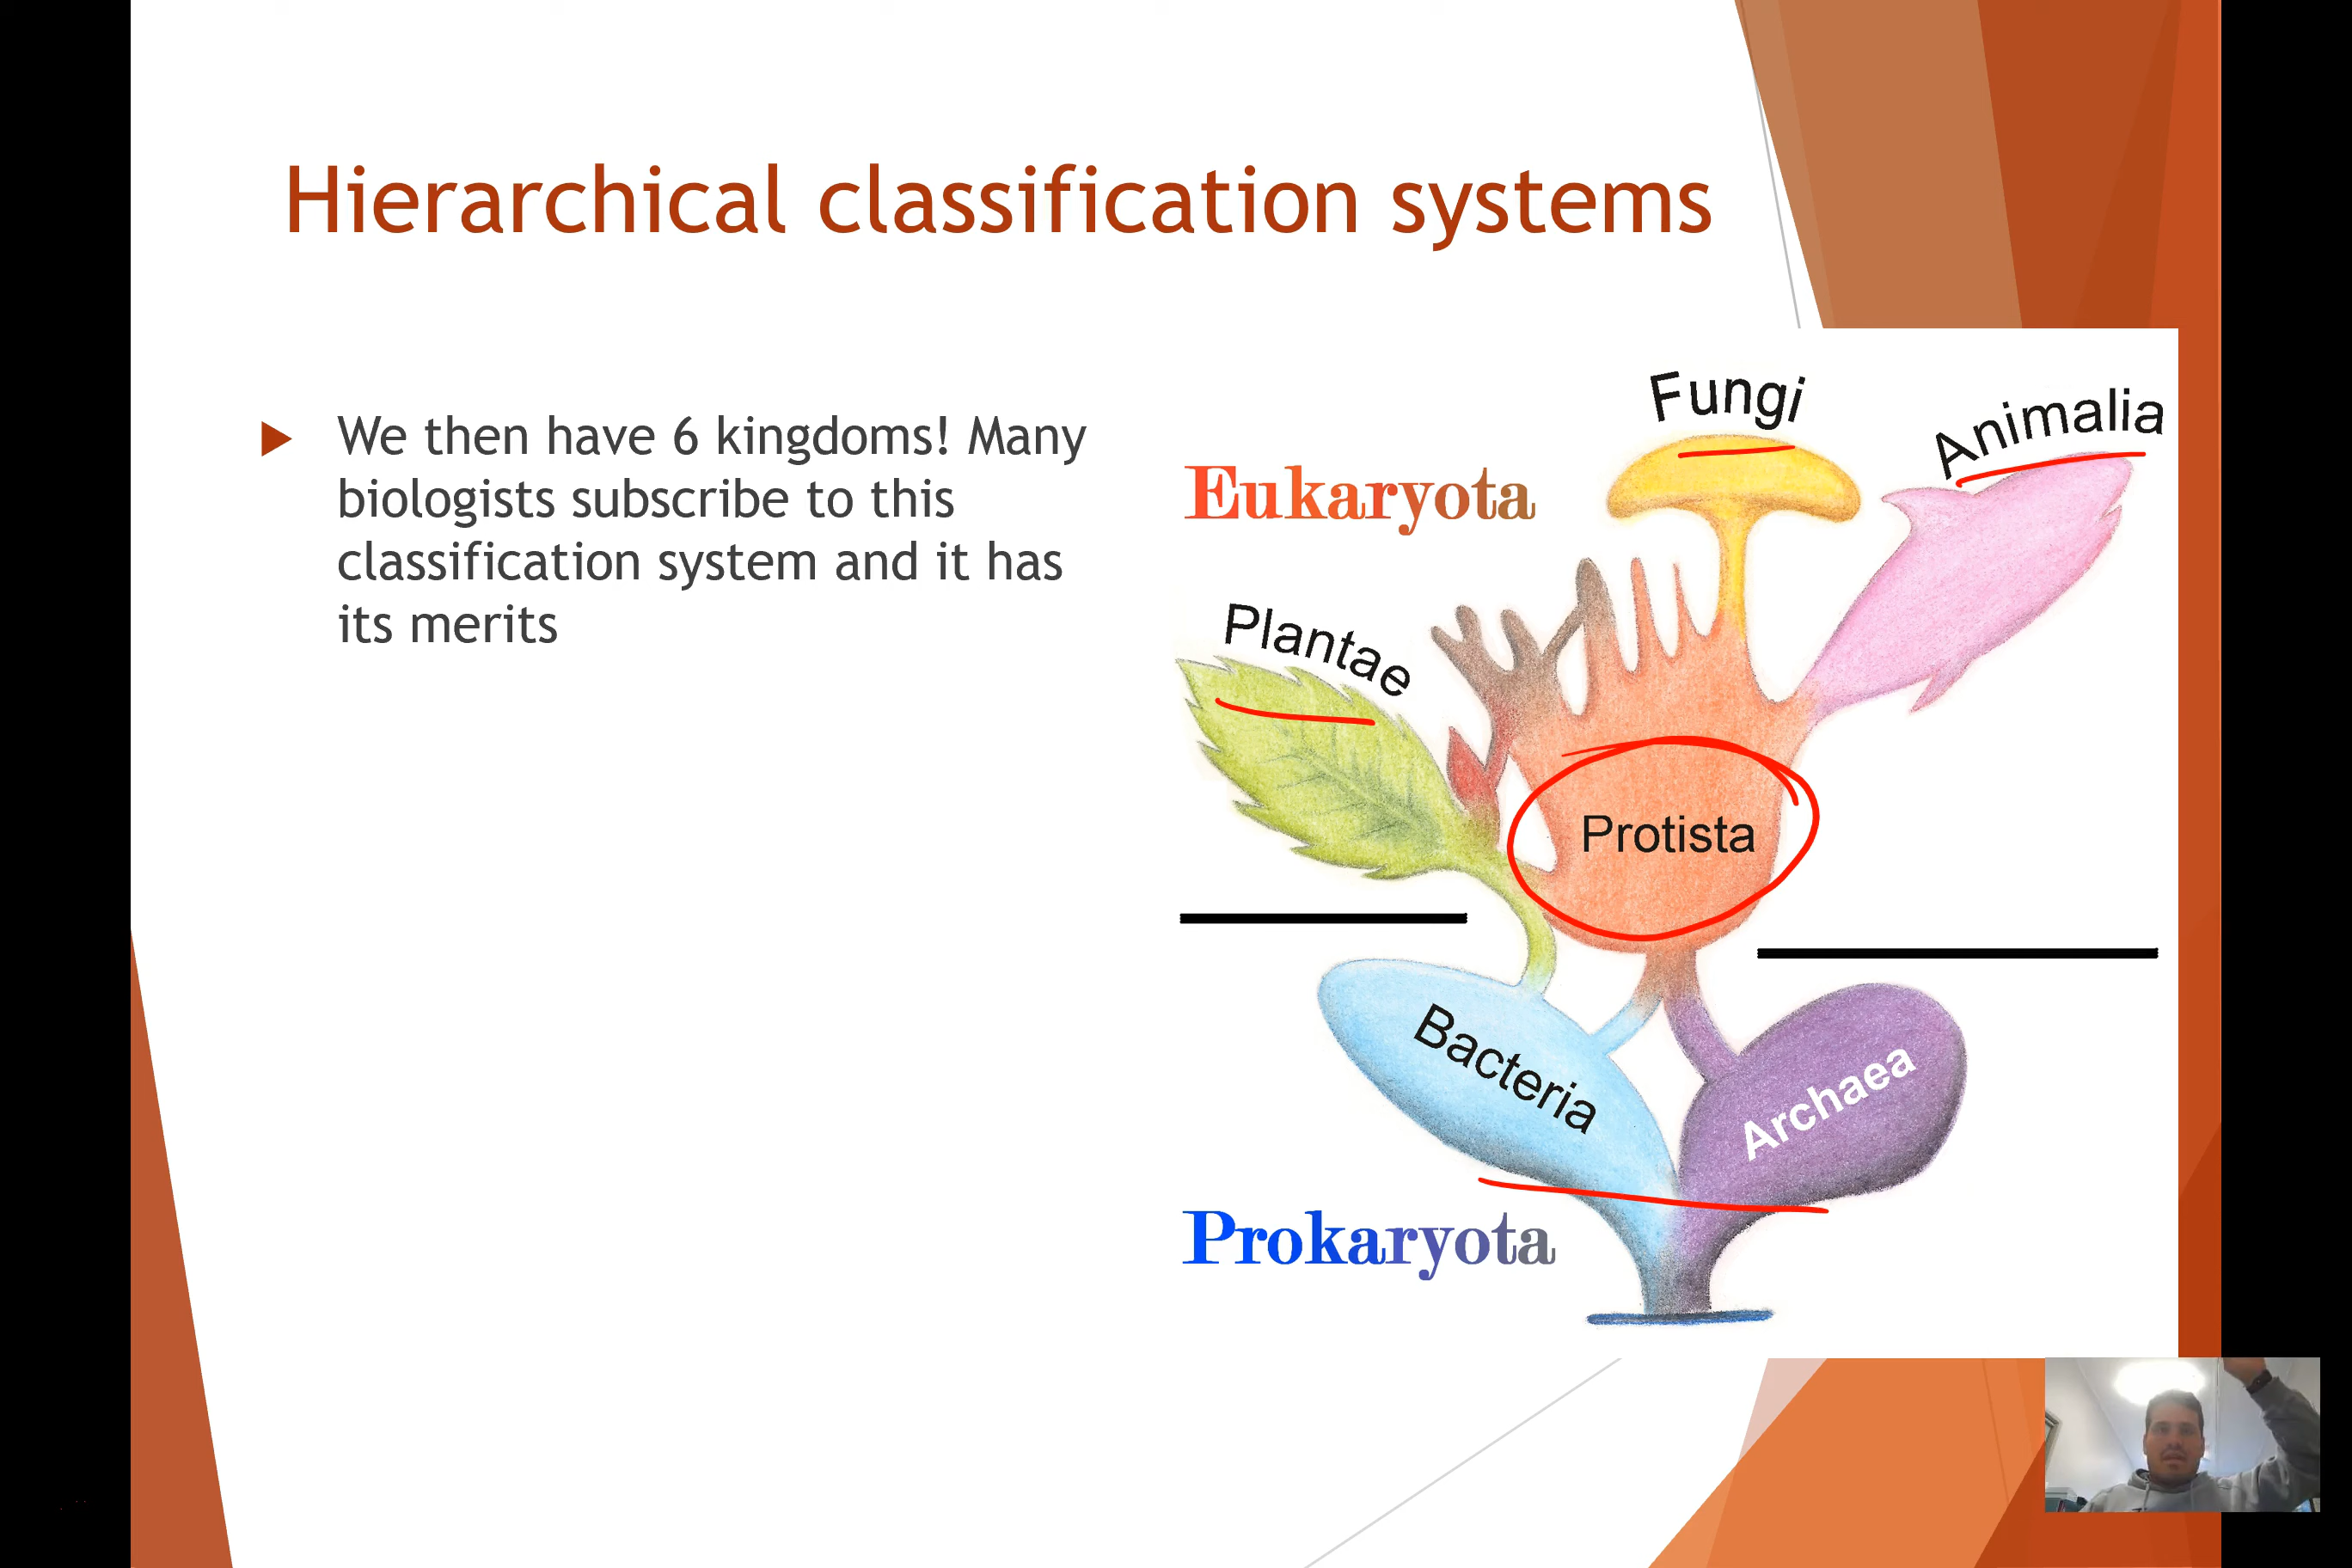 Hierarchical classification systems
We then have 6 kingdoms! Many
biologists subscribe to this
classification system and it has
its merits
Fungi
Animalia
Eukaryota
Plantae
Protista
Bacteria
Archaea
Prokaryota